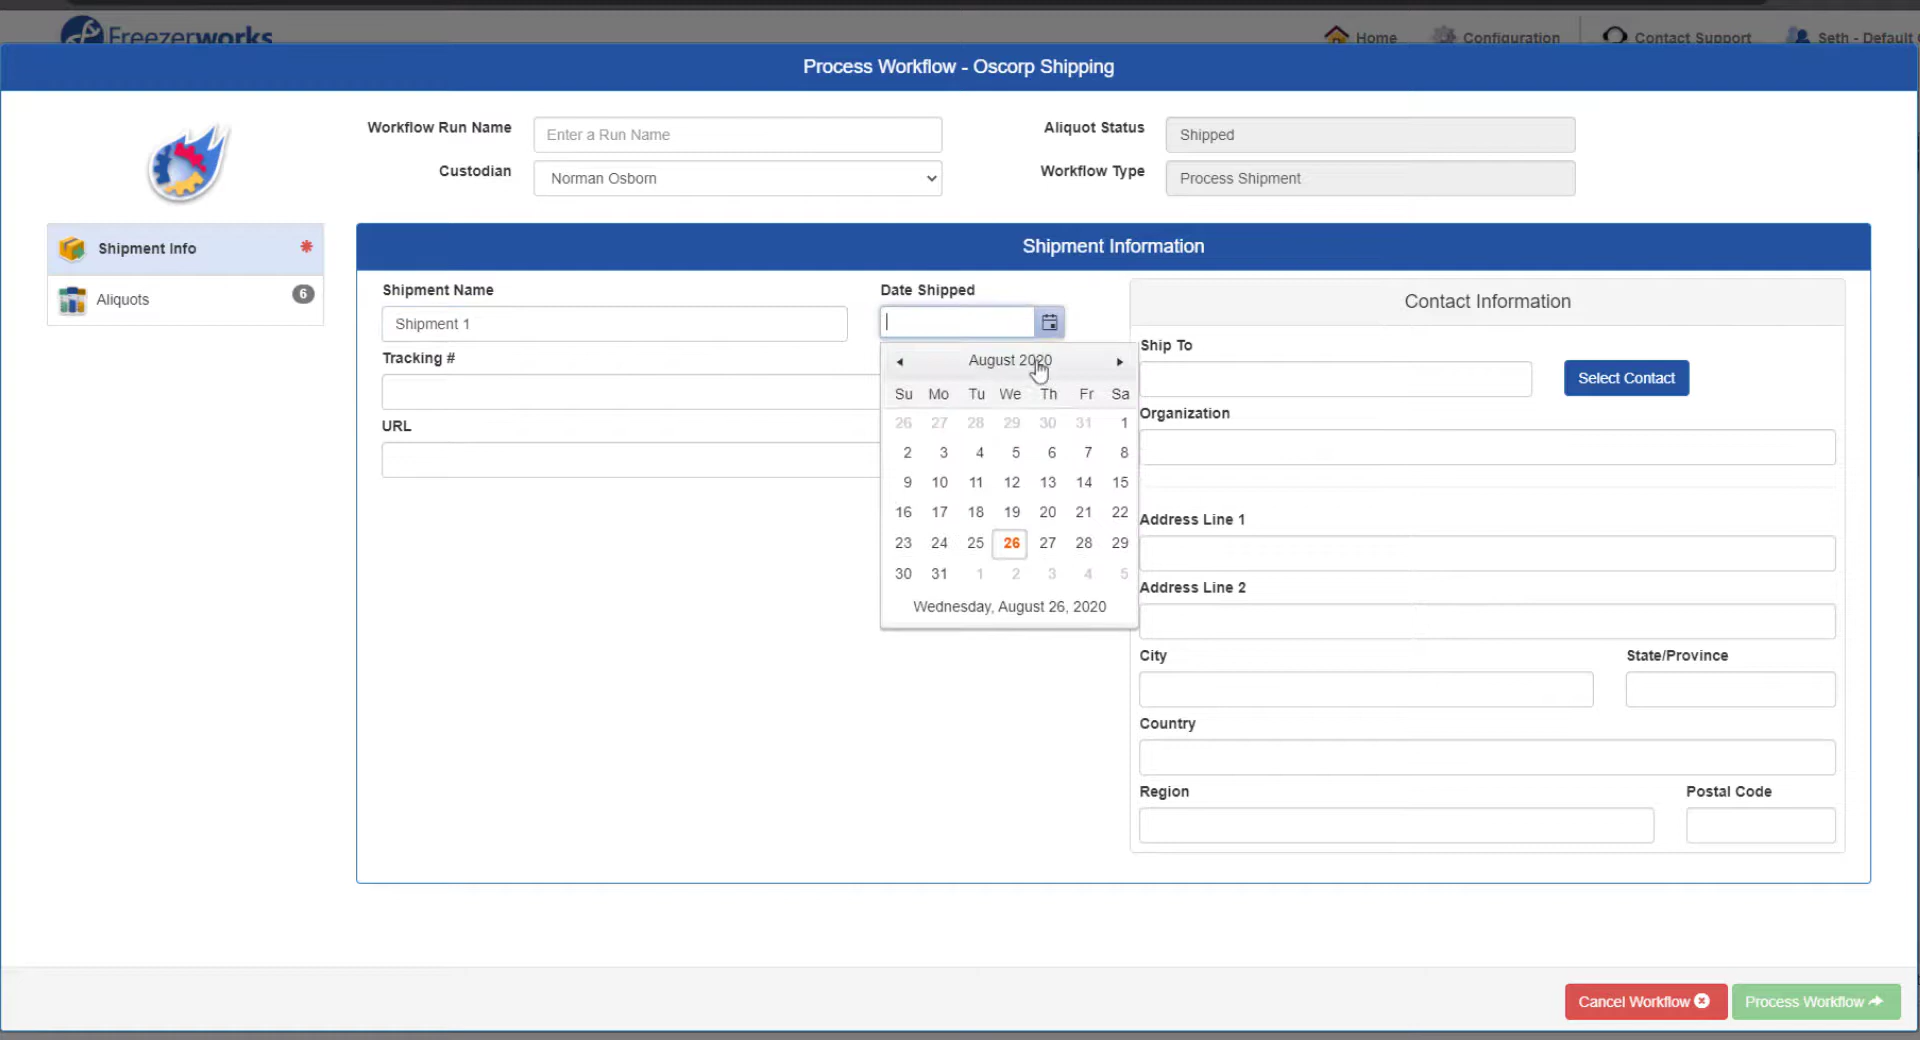 Freezerworks
Home
Configuration
Contact Support
Seth - Default
Process Workflow - Oscorp Shipping
Workflow Run Name
Enter a Run Name
Aliquot Status
Shipped
Custodian
Norman Osborn
Workflow Type
Process Shipment
Shipment Info *
Aliquots 6
Shipment Information
Shipment Name
Shipment 1
Tracking #
URL
Date Shipped
August 2020
Su Mo Tu We Th Fr Sa
26 27 28 29 30 31 1
2 3 4 5 6 7 8
9 10 11 12 13 14 15
16 17 18 19 20 21 22
23 24 25 26 27 28 29
30 31 1 2 3 4 5
Wednesday, August 26, 2020
Contact Information
Ship To
Select Contact
Organization
Address Line 1
Address Line 2
City
State/Province
Country
Region
Postal Code
Cancel Workflow
Process Workflow